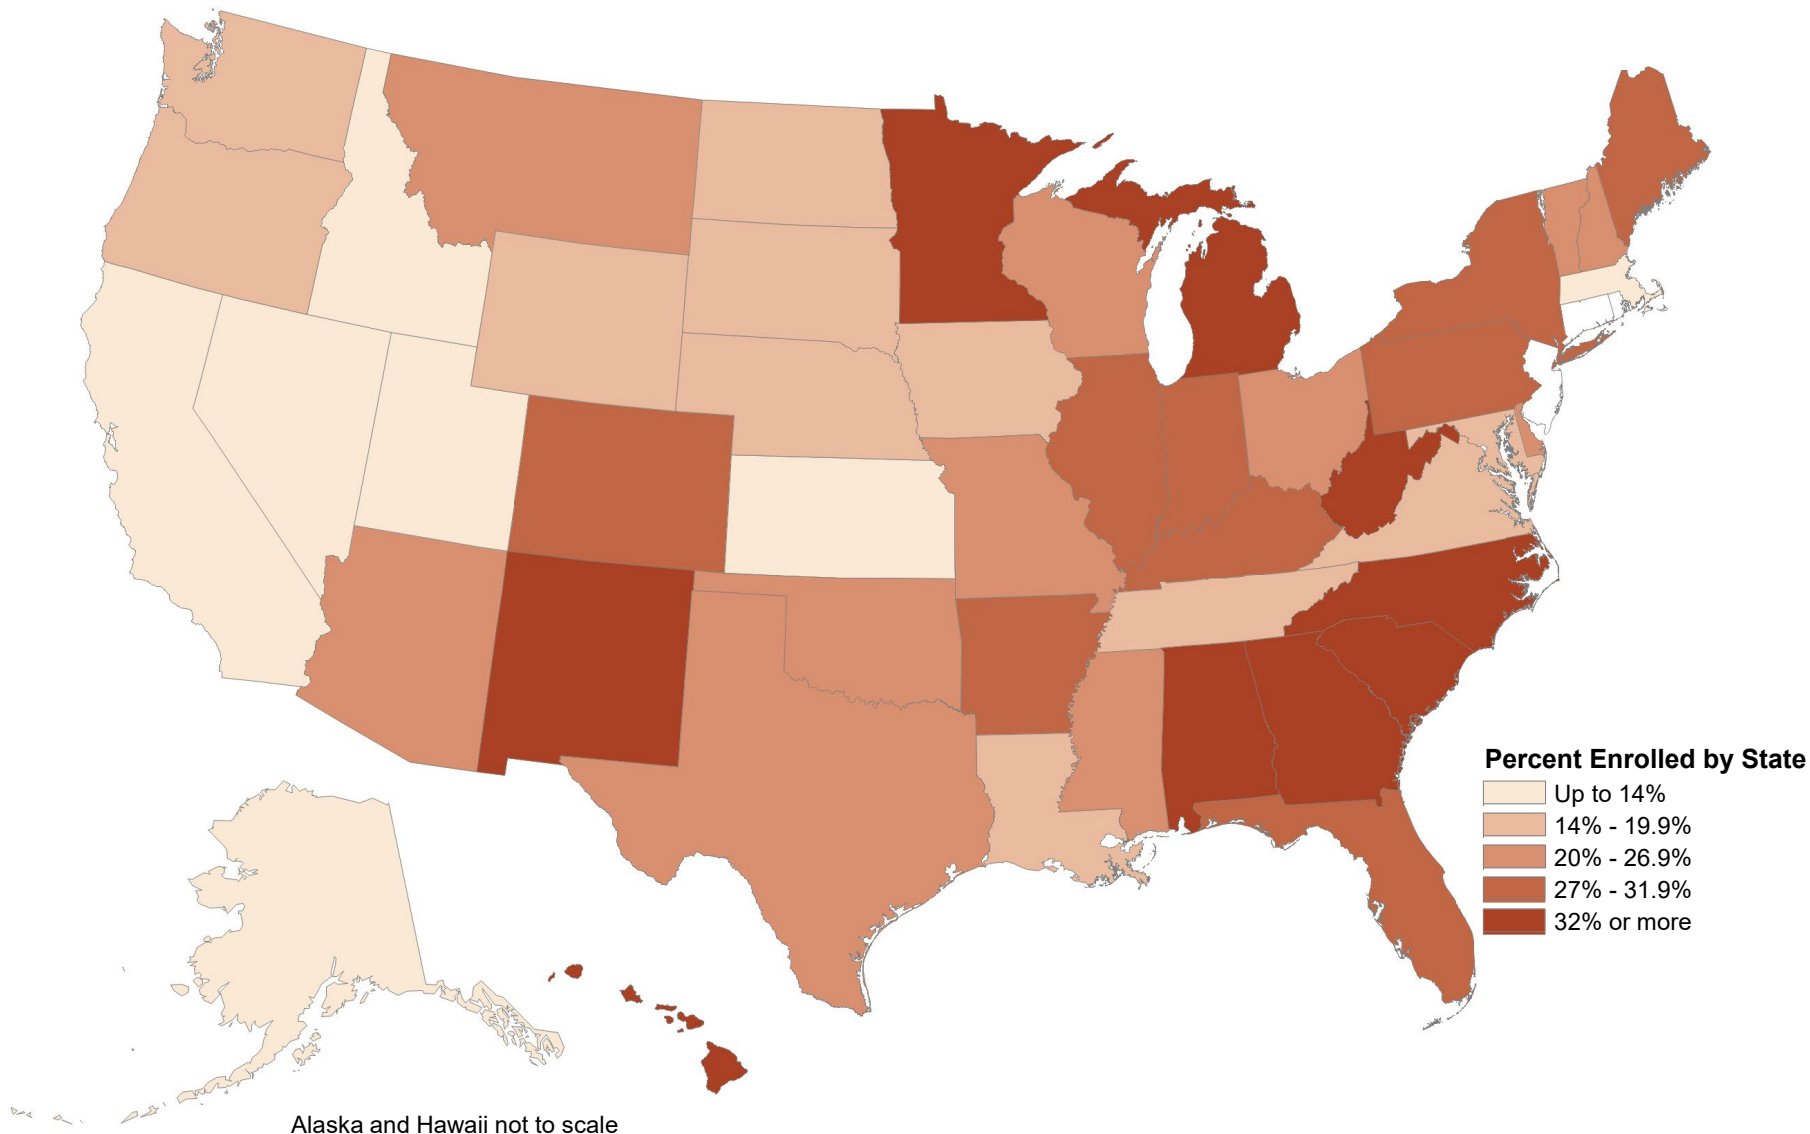 Percent Enrolled by State
Up to 14%
14% - 19.9%
20% - 26.9%
27% - 31.9%
32% or more
Alaska and Hawaii not to scale